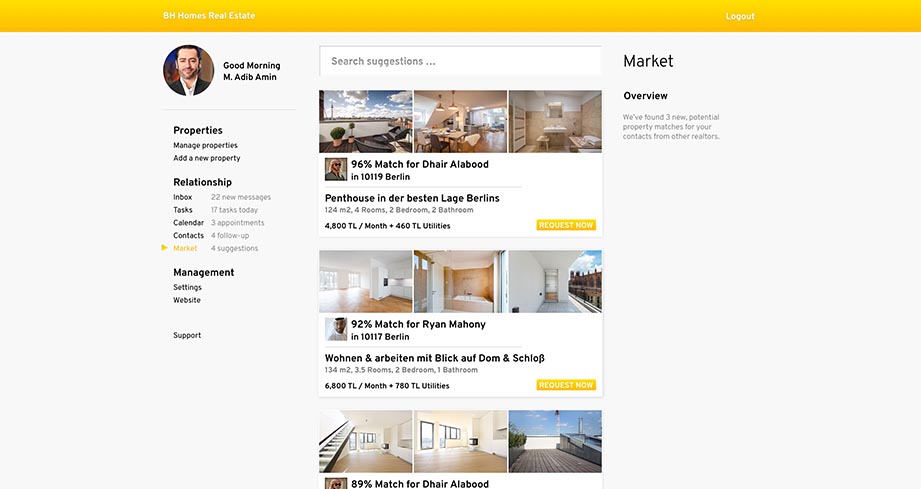 BH Homes Real Estate
Logout
Good Morning
M. Adib Amin
Properties
Manage properties
Add a new property
Relationship
Inbox 22 new messages
Tasks 17 tasks today
Calendar 3 appointments
Contacts 4 follow-up
Market 4 suggestions
Management
Settings
Website
Support
Search suggestions ...
96% Match for Dhair Alabood
in 10119 Berlin
Penthouse in der besten Lage Berlins
124 m2, 4 Rooms, 2 Bedroom, 2 Bathroom
4,800 TL / Month + 460 TL Utilities
REQUEST NOW
92% Match for Ryan Mahony
in 10117 Berlin
Wohnen & arbeiten mit Blick auf Dom & Schloß
134 m2, 3.5 Rooms, 2 Bedroom, 1 Bathroom
6,800 TL / Month + 780 TL Utilities
REQUEST NOW
89% Match for Dhair Alabood
Market
Overview
We've found 3 new, potential
property matches for your
contacts from other realtors.